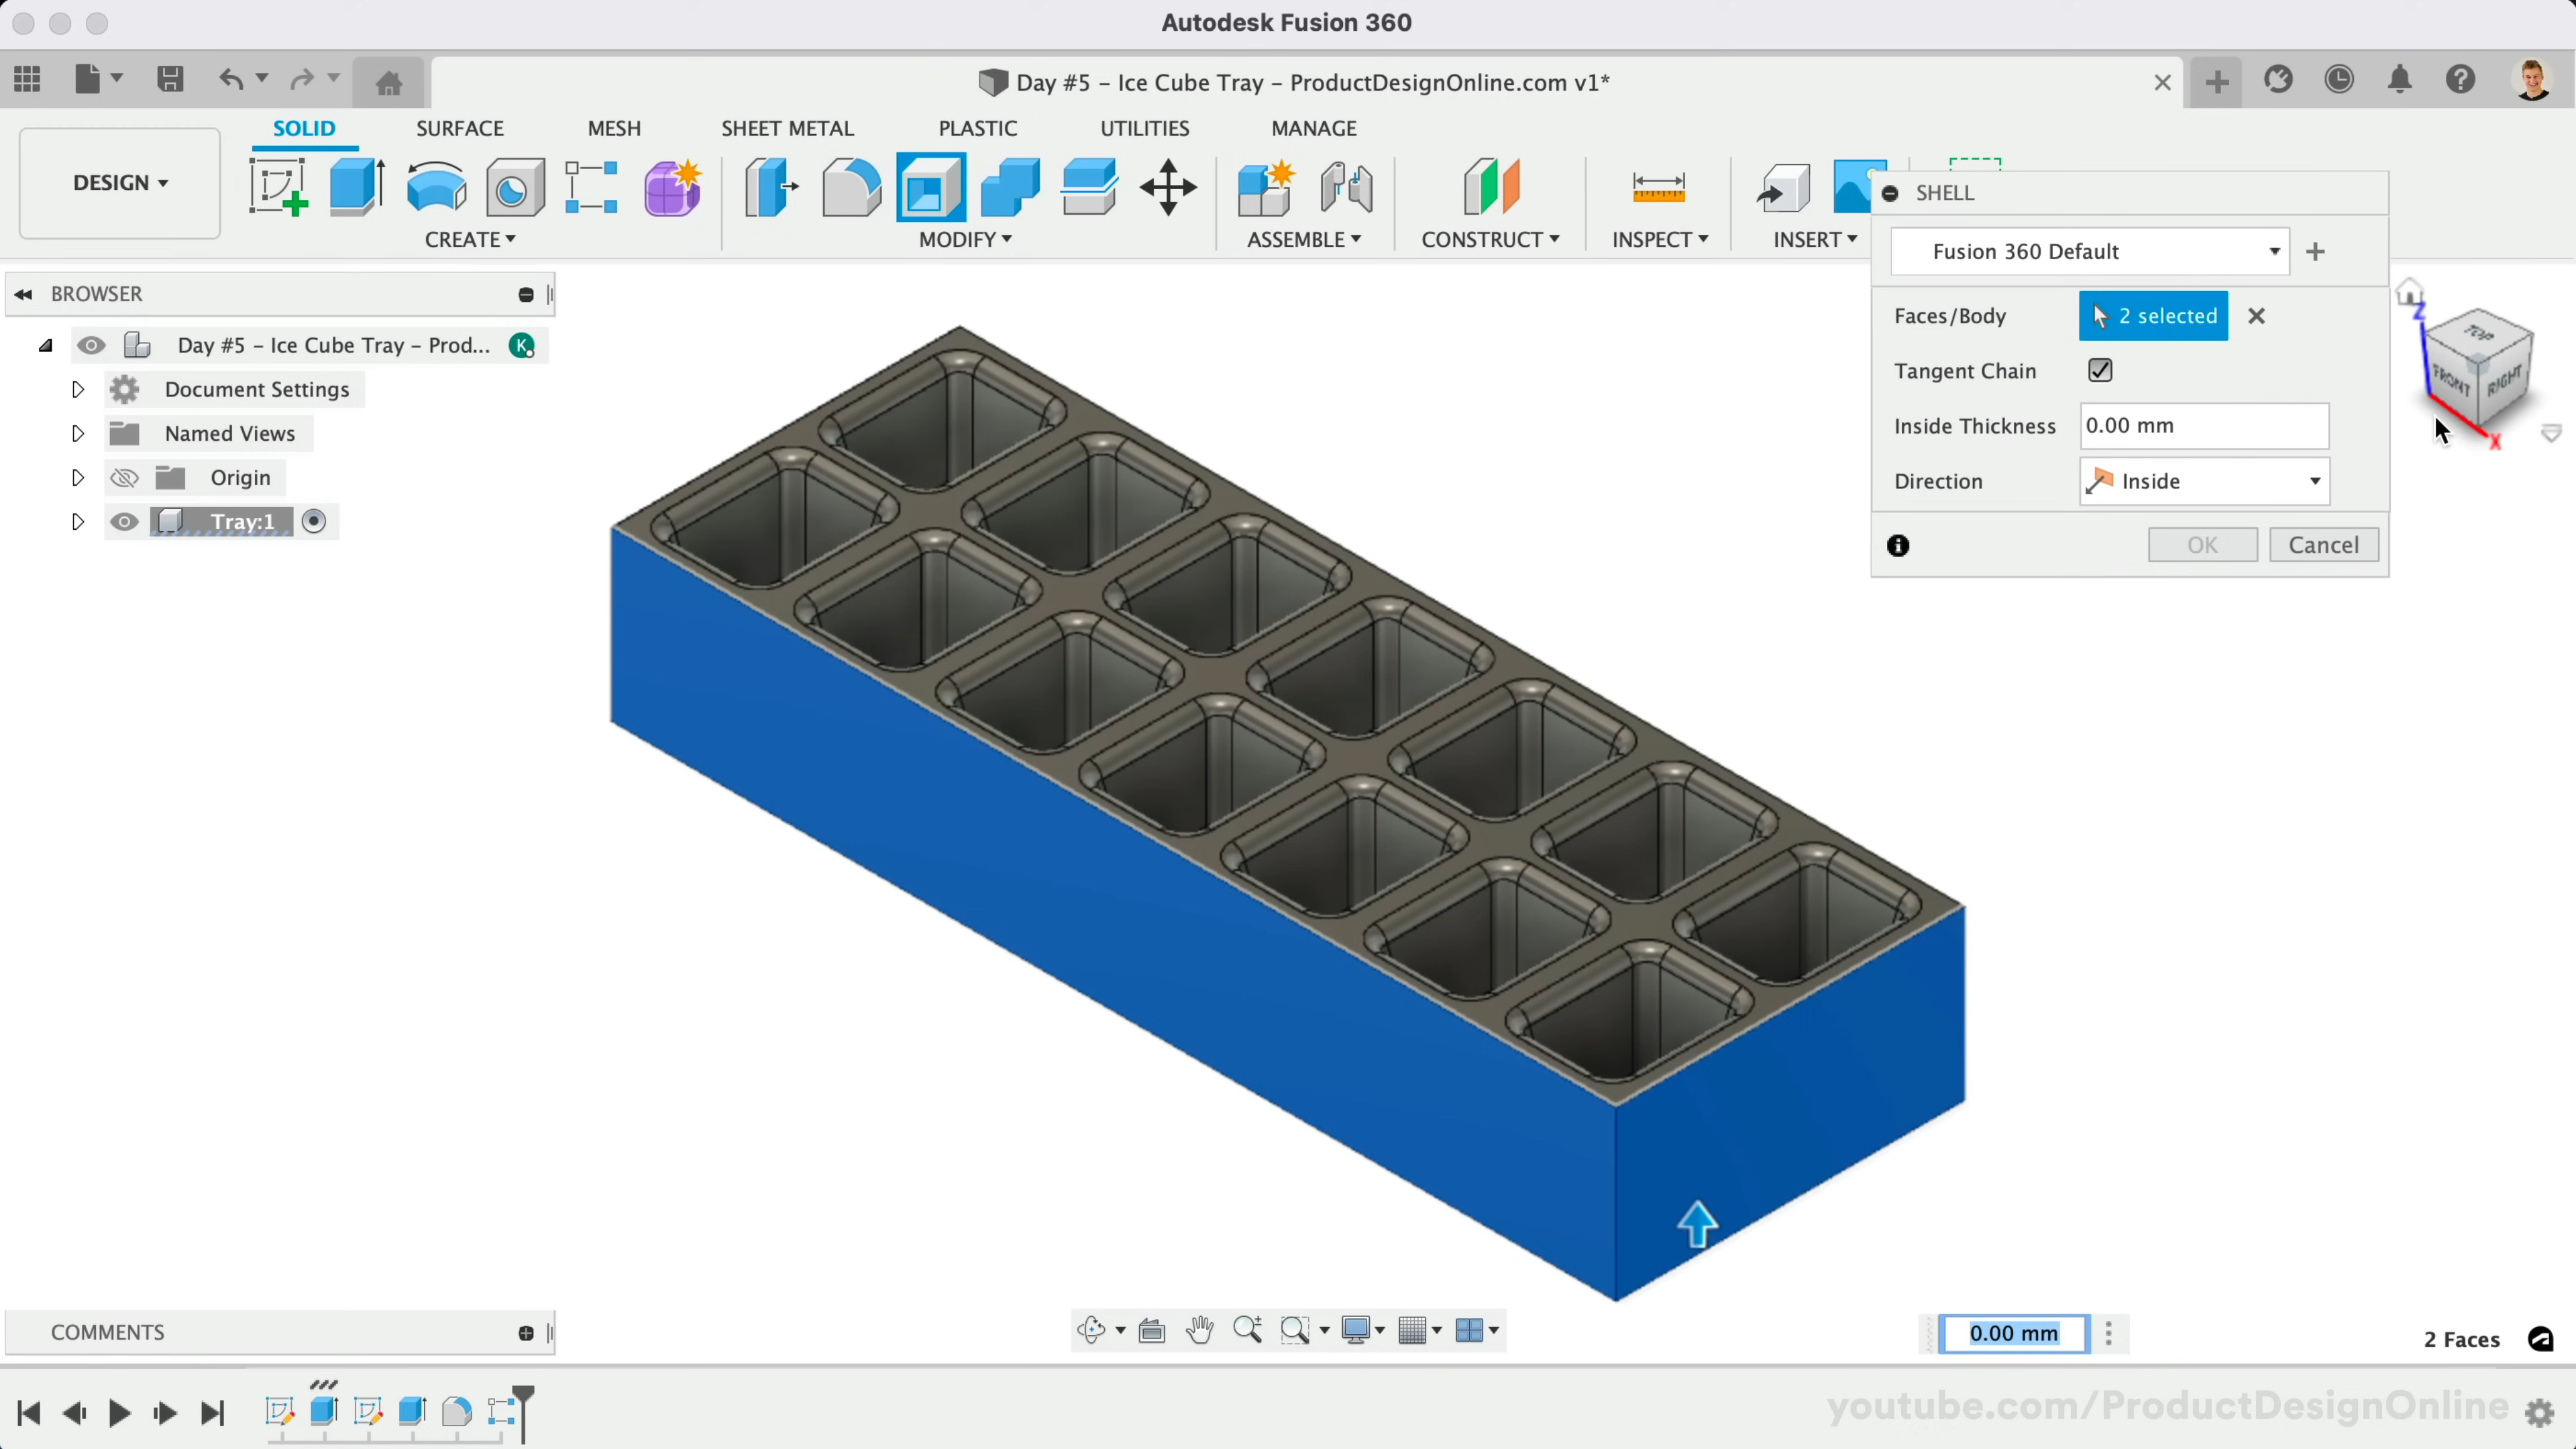 Autodesk Fusion 360
Day #5 – Ice Cube Tray – ProductDesignOnline.com v1*
SOLID SURFACE MESH SHEET METAL PLASTIC UTILITIES MANAGE
DESIGN
CREATE MODIFY ASSEMBLE CONSTRUCT INSPECT INSERT
SHELL
Fusion 360 Default
Faces/Body 2 selected
Tangent Chain
Inside Thickness 0.00 mm
Direction Inside
OK Cancel
BROWSER
Day #5 – Ice Cube Tray – Prod... K
Document Settings
Named Views
Origin
Tray:1
Z
TOP
FRONT RIGHT
X
COMMENTS
0.00 mm
2 Faces
youtube.com/ProductDesignOnline